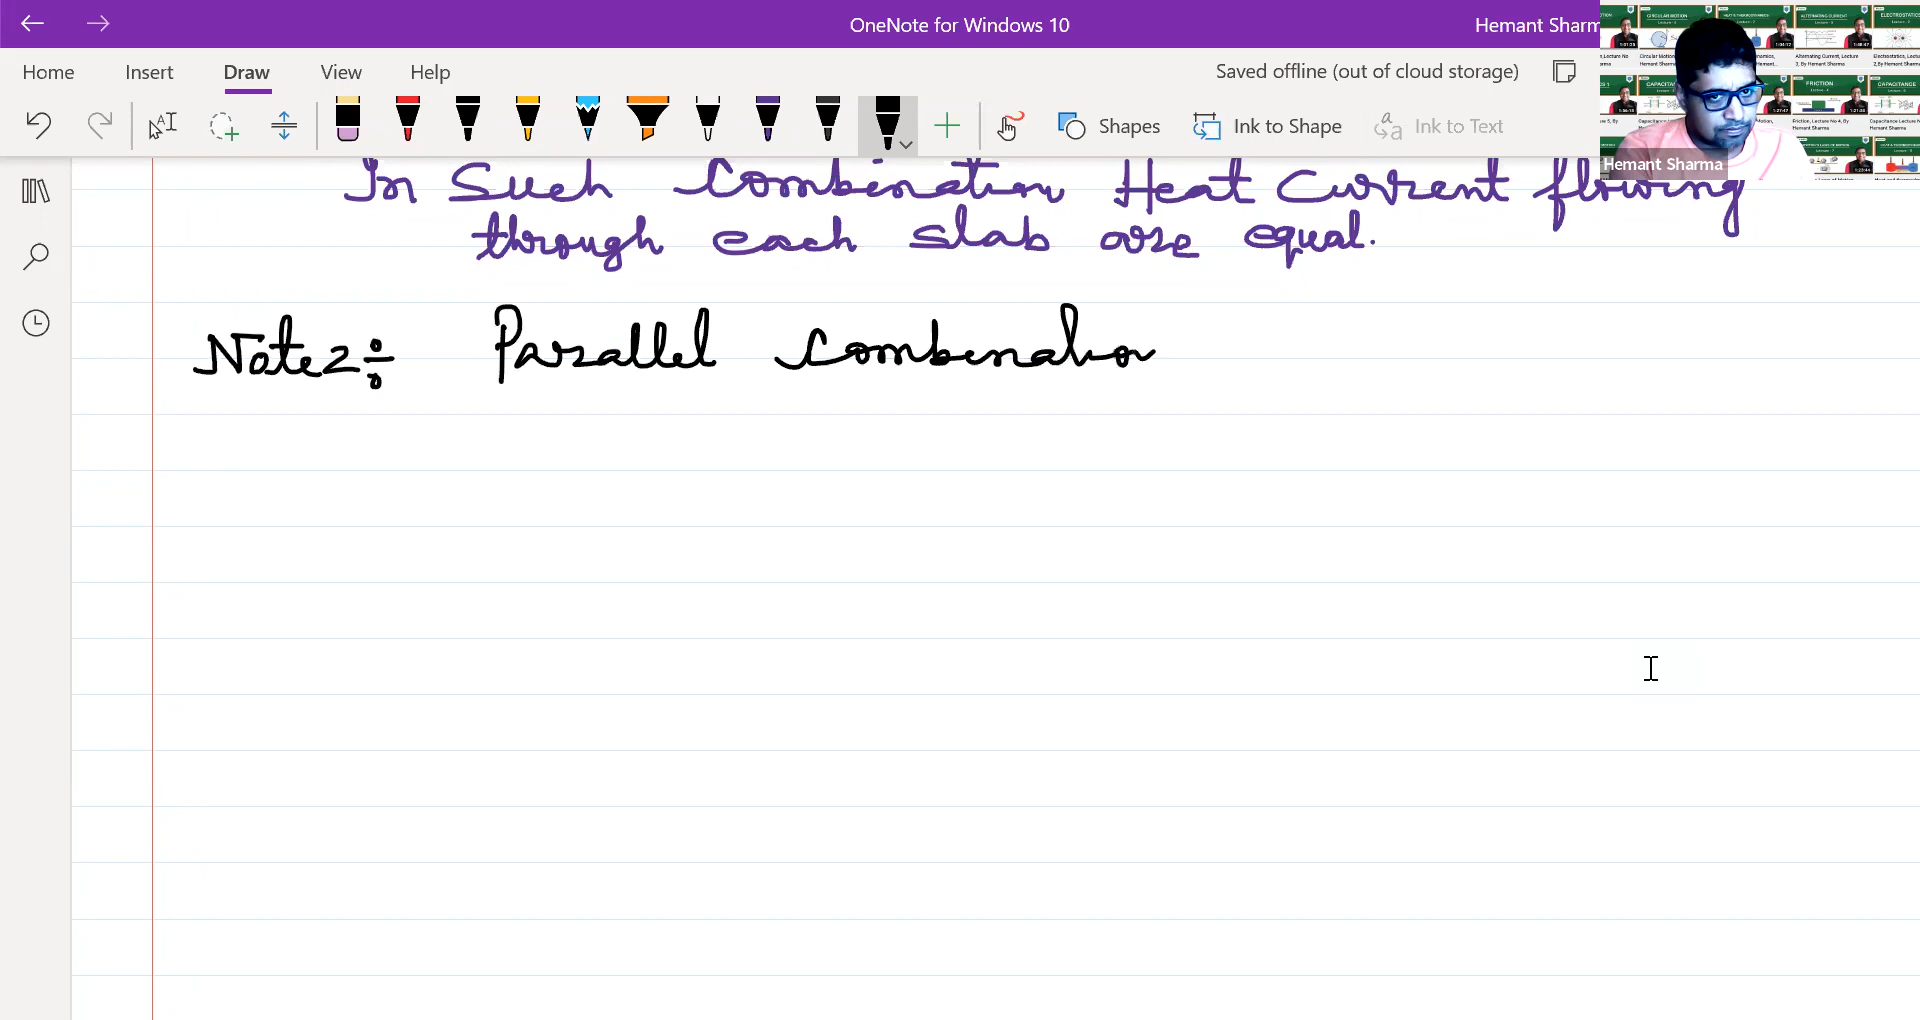 OneNote for Windows 10
Hemant Sharm
Home Insert Draw View Help
Saved offline (out of cloud storage)
Shapes Ink to Shape Ink to Text
Hemant Sharma
In Such Combination Heat Current flowing
through each slab are equal.
Note2÷ Parallel Combination